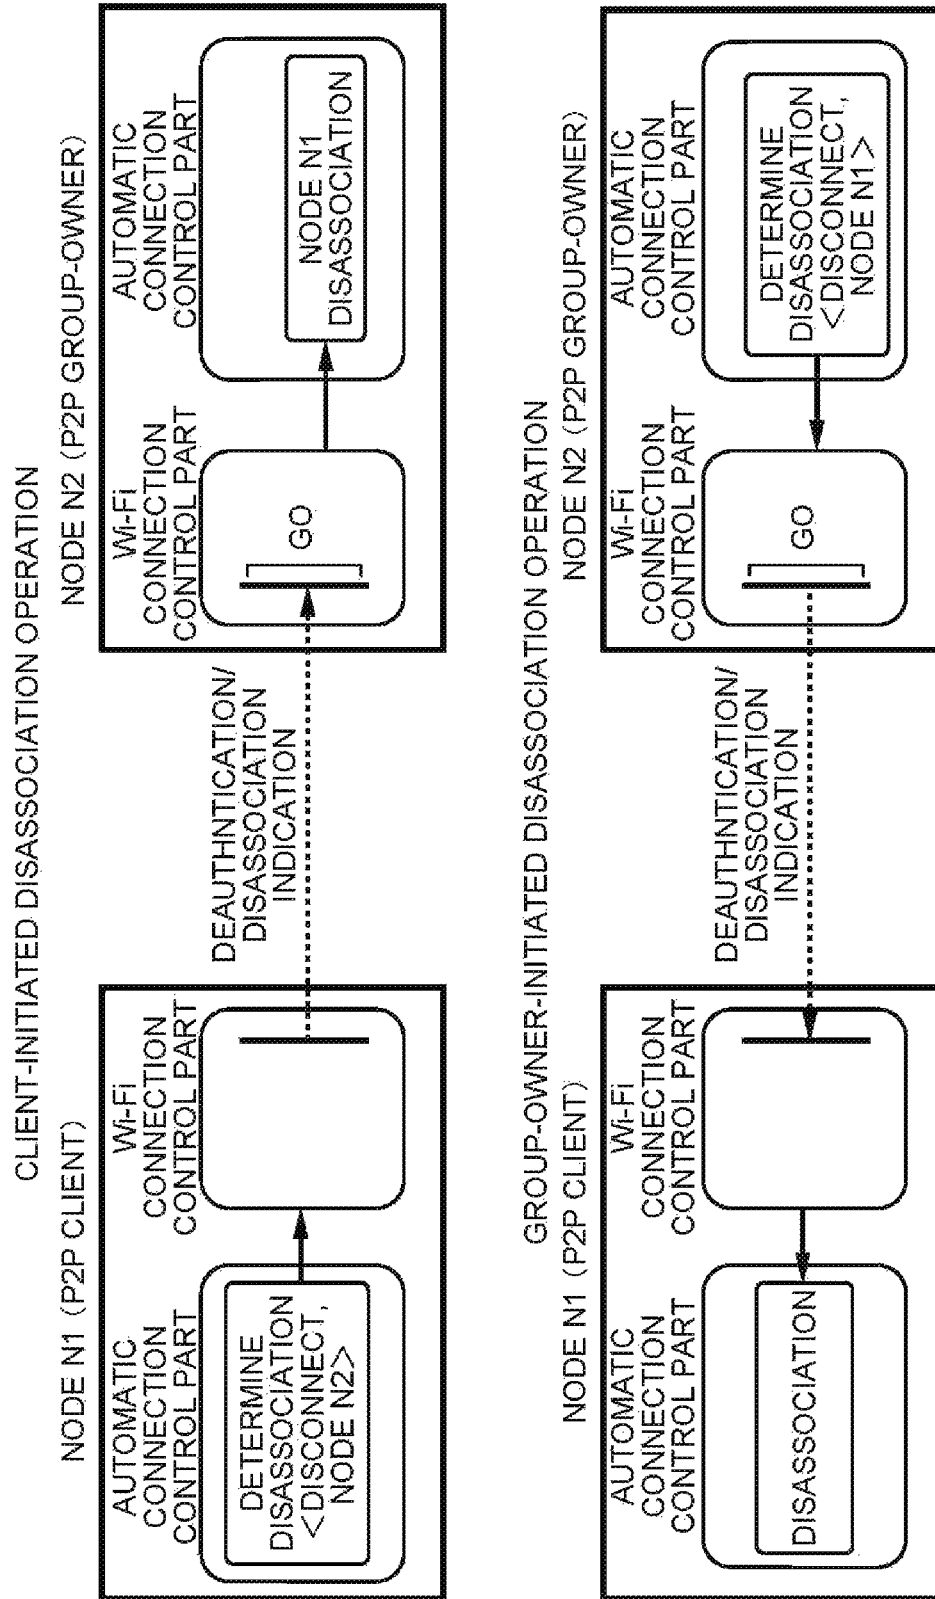 CLIENT-INITIATED DISASSOCIATION OPERATION
NODE N1 (P2P CLIENT)
AUTOMATIC
CONNECTION
CONTROL PART
DETERMINE
DISASSOCIATION
<DISCONNECT,
NODE N2>
Wi-Fi
CONNECTION
CONTROL PART
DEAUTHNTICATION/
DISASSOCIATION
INDICATION
NODE N2 (P2P GROUP-OWNER)
Wi-Fi
CONNECTION
CONTROL PART
GO
AUTOMATIC
CONNECTION
CONTROL PART
NODE N1
DISASSOCIATION
GROUP-OWNER-INITIATED DISASSOCIATION OPERATION
NODE N1 (P2P CLIENT)
AUTOMATIC
CONNECTION
CONTROL PART
DISASSOCIATION
Wi-Fi
CONNECTION
CONTROL PART
DEAUTHNTICATION/
DISASSOCIATION
INDICATION
NODE N2 (P2P GROUP-OWNER)
Wi-Fi
CONNECTION
CONTROL PART
GO
AUTOMATIC
CONNECTION
CONTROL PART
DETERMINE
DISASSOCIATION
<DISCONNECT,
NODE N1>